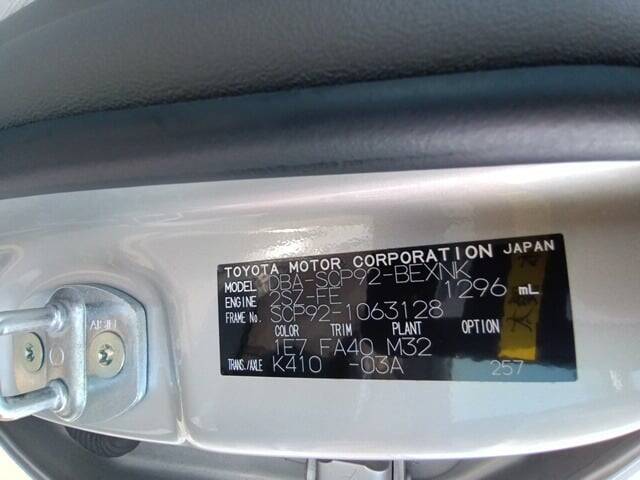 TOYOTA MOTOR CORPORATION JAPAN
MODEL DBA-SCP92-BEXNK
ENGINE 2SZ-FE 1296 mL
FRAME No. SCP92-1063128
COLOR TRIM PLANT OPTION
1E7 FA40 M32
TRANS./AXLE K410 -03A 257
AISIN